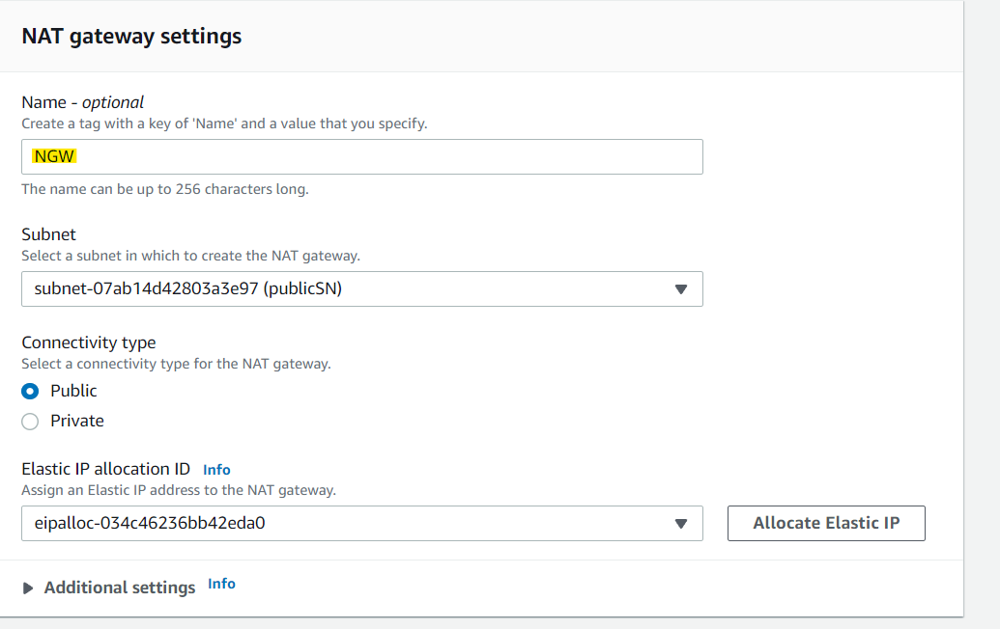 NAT gateway settings
Name - optional
Create a tag with a key of 'Name' and a value that you specify.
NGW
The name can be up to 256 characters long.
Subnet
Select a subnet in which to create the NAT gateway.
subnet-07ab14d42803a3e97 (publicSN)
Connectivity type
Select a connectivity type for the NAT gateway.
Public
Private
Elastic IP allocation ID Info
Assign an Elastic IP address to the NAT gateway.
eipalloc-034c46236bb42eda0 Allocate Elastic IP
Additional settings Info